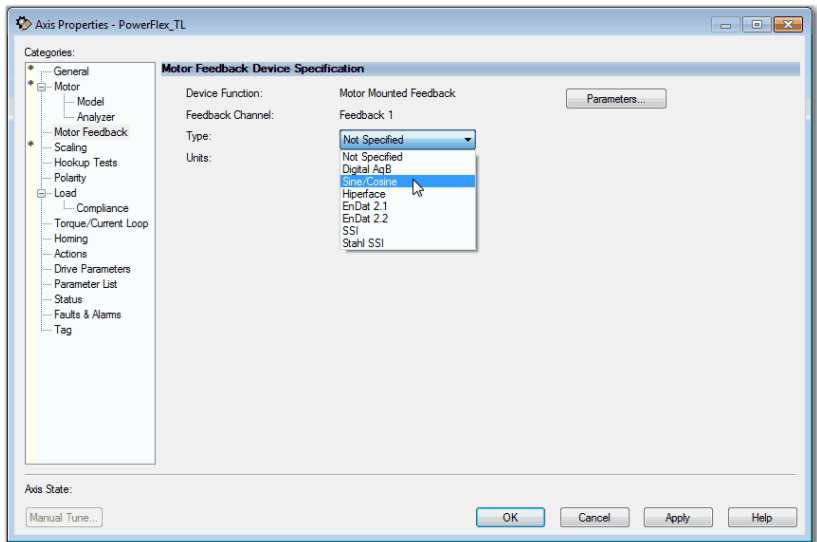 Axis Properties - PowerFlex_TL
Categories:
* General
* Motor
Model
Analyzer
Motor Feedback
* Scaling
Hookup Tests
Polarity
Load
Compliance
Torque/Current Loop
Homing
Actions
Drive Parameters
Parameter List
Status
Faults & Alarms
Tag
Motor Feedback Device Specification
Device Function: Motor Mounted Feedback
Parameters...
Feedback Channel: Feedback 1
Type: Not Specified
Units:
Not Specified
Digital AqB
Sine/Cosine
Hiperface
EnDat 2.1
EnDat 2.2
SSI
Stahl SSI
Axis State:
Manual Tune...
OK Cancel Apply Help